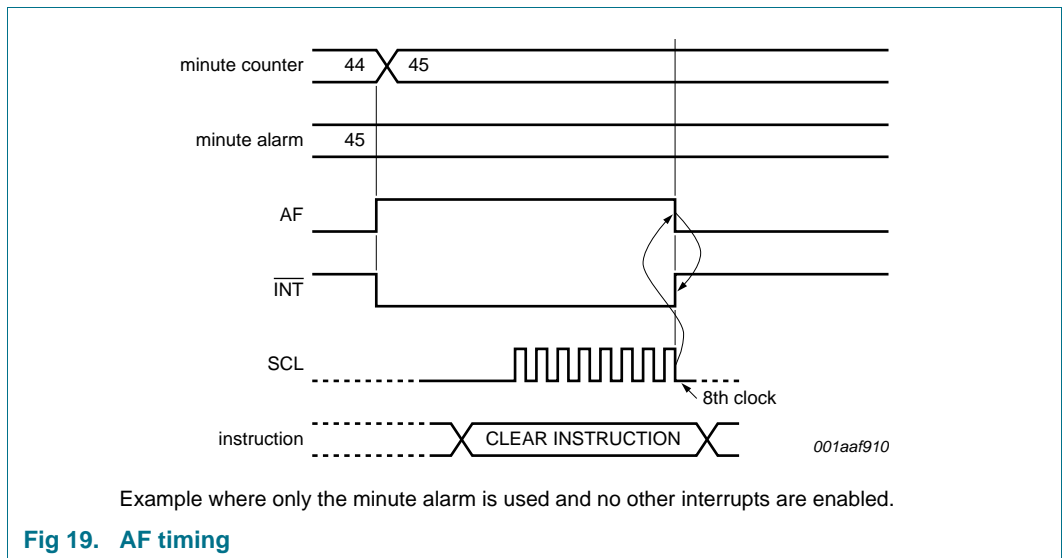 minute counter 44 45
minute alarm 45
AF
INT
SCL
8th clock
instruction CLEAR INSTRUCTION
001aaf910
Example where only the minute alarm is used and no other interrupts are enabled.
Fig 19. AF timing